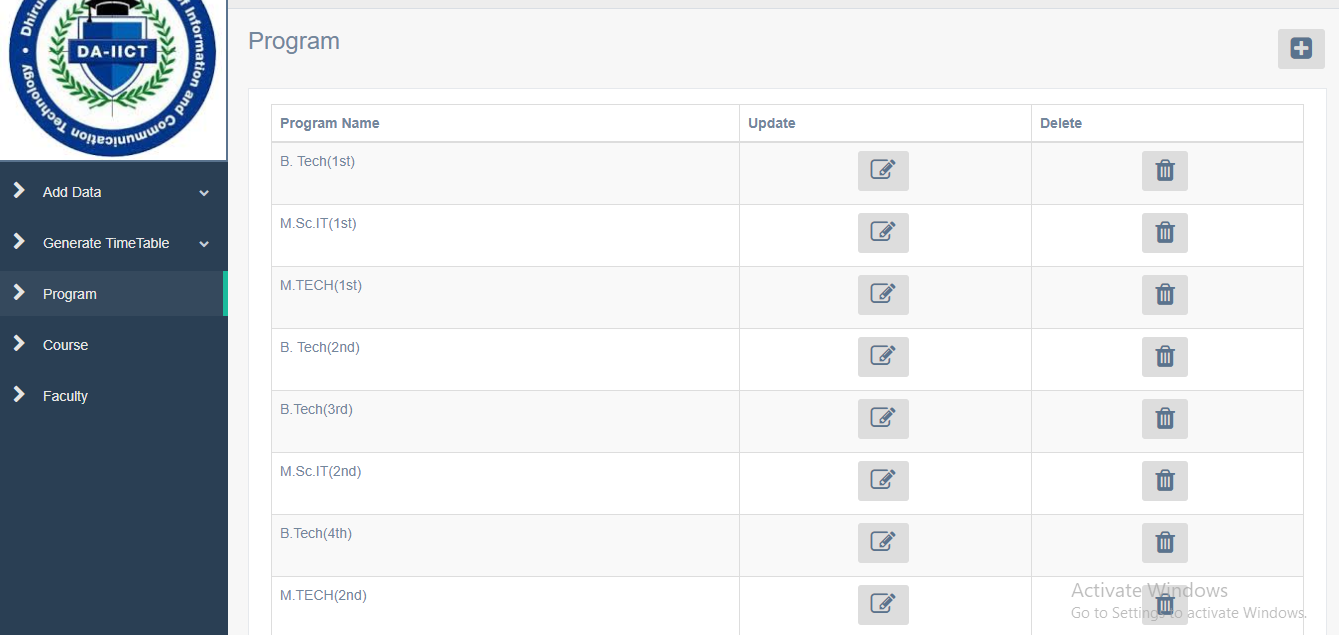 Dhiru
of Information and Communication Technology
DA-IICT
Program
Add Data
Generate TimeTable
Program
Course
Faculty
Program Name Update Delete
B. Tech(1st)
M.Sc.IT(1st)
M.TECH(1st)
B. Tech(2nd)
B.Tech(3rd)
M.Sc.IT(2nd)
B.Tech(4th)
M.TECH(2nd)
Activate Windows
Go to Settings to activate Windows.